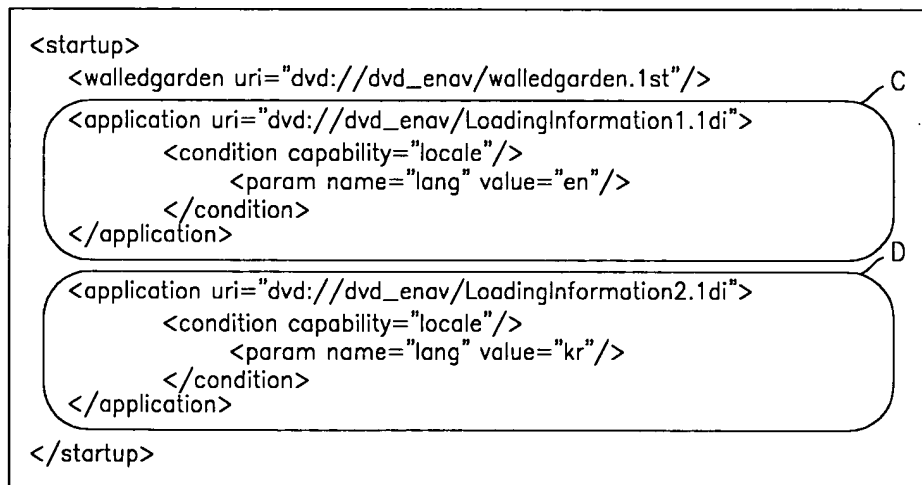 <startup>
<walledgarden uri="dvd://dvd_enav/walledgarden.1st"/>
C
<application uri="dvd://dvd_enav/LoadingInformation1.1di">
<condition capability="locale"/>
<param name="lang" value="en"/>
</condition>
</application>
D
<application uri="dvd://dvd_enav/LoadingInformation2.1di">
<condition capability="locale"/>
<param name="lang" value="kr"/>
</condition>
</application>
</startup>